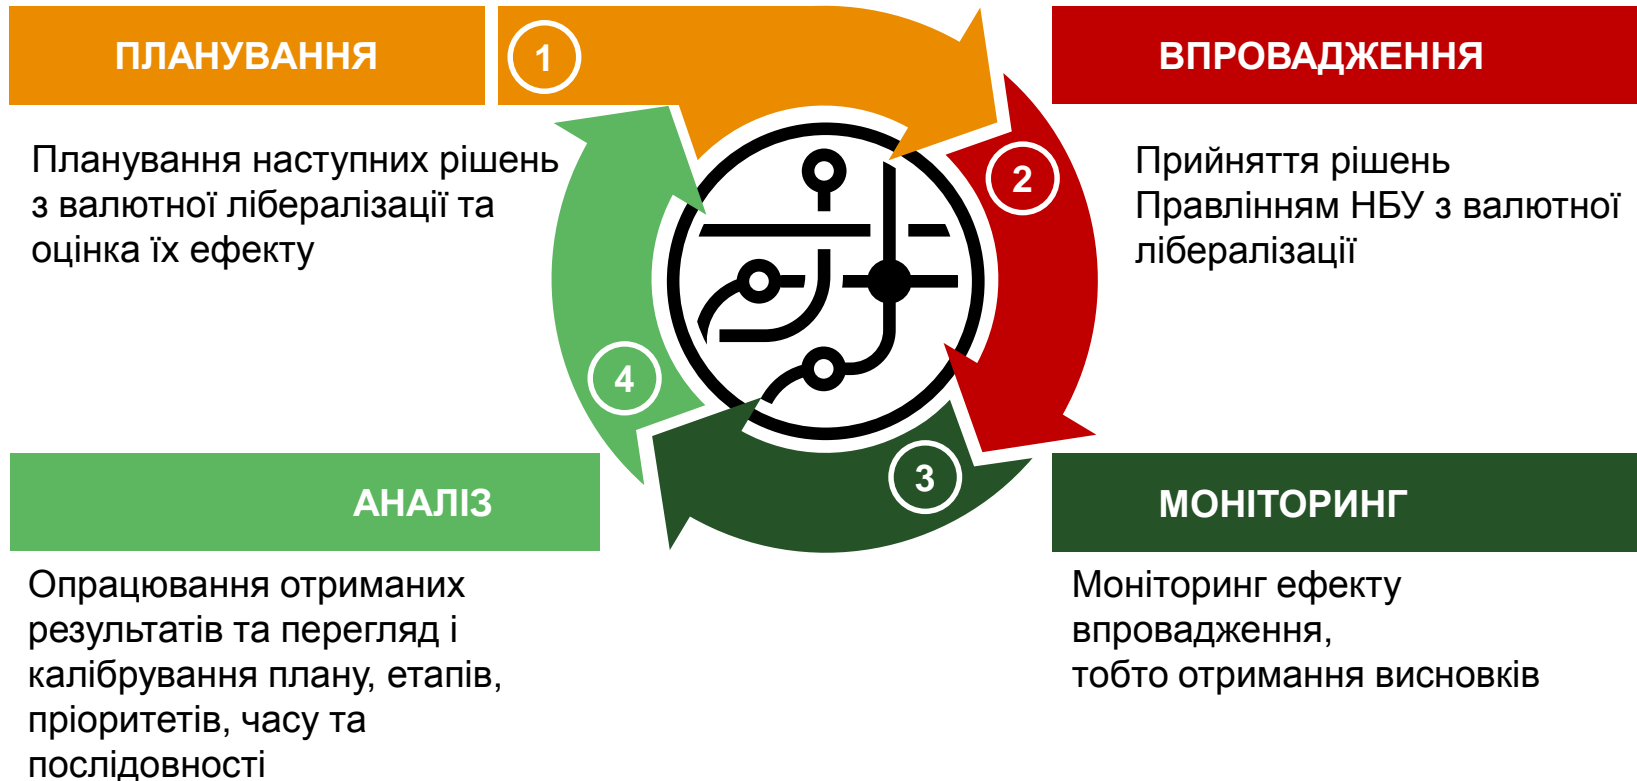 ПЛАНУВАННЯ
1
Планування наступних рішень
з валютної лібералізації та
оцінка їх ефекту
ВПРОВАДЖЕННЯ
2
Прийняття рішень
Правлінням НБУ з валютної
лібералізації
МОНІТОРИНГ
3
Моніторинг ефекту
впровадження,
тобто отримання висновків
АНАЛІЗ
4
Опрацювання отриманих
результатів та перегляд і
калібрування плану, етапів,
пріоритетів, часу та
послідовності